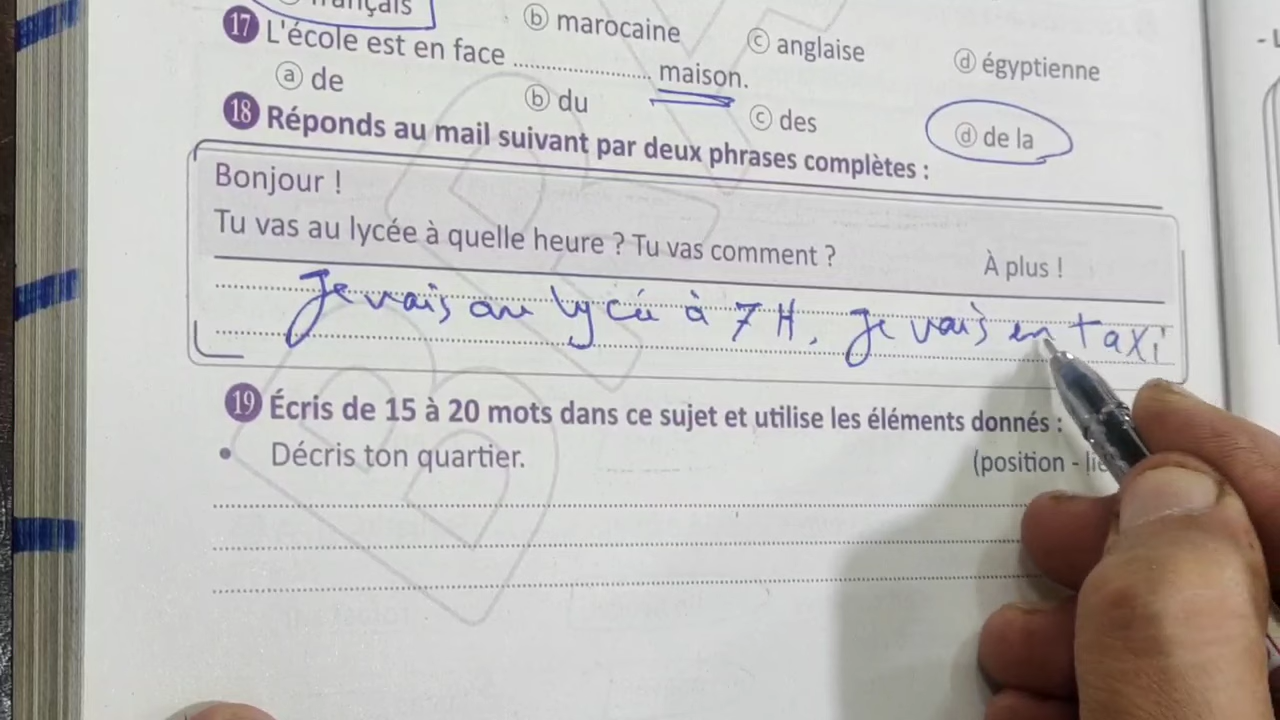 français
ⓑ marocaine
ⓒ anglaise
ⓓ égyptienne
17 L'école est en face .................... maison.
ⓐ de
ⓑ du
ⓒ des
ⓓ de la
18 Réponds au mail suivant par deux phrases complètes :
Bonjour !
Tu vas au lycée à quelle heure ? Tu vas comment ?
À plus !
Je vais au lycée à 7 H. Je vais en taxi
19 Écris de 15 à 20 mots dans ce sujet et utilise les éléments donnés :
• Décris ton quartier.
(position -